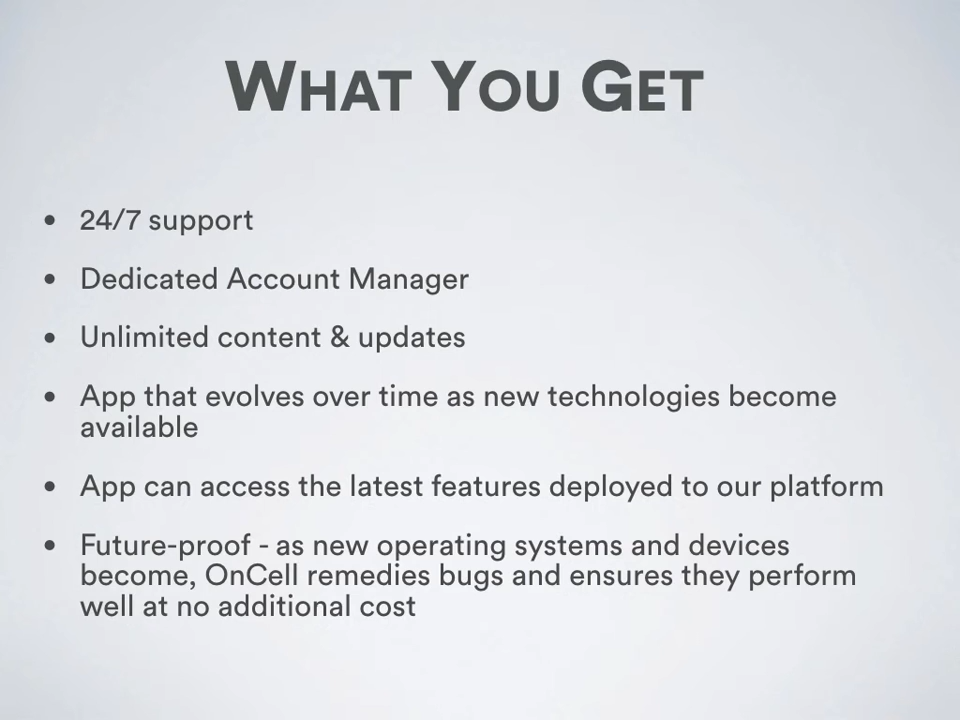 WHAT YOU GET
• 24/7 support
• Dedicated Account Manager
• Unlimited content & updates
• App that evolves over time as new technologies become
available
• App can access the latest features deployed to our platform
• Future-proof - as new operating systems and devices
become, OnCell remedies bugs and ensures they perform
well at no additional cost